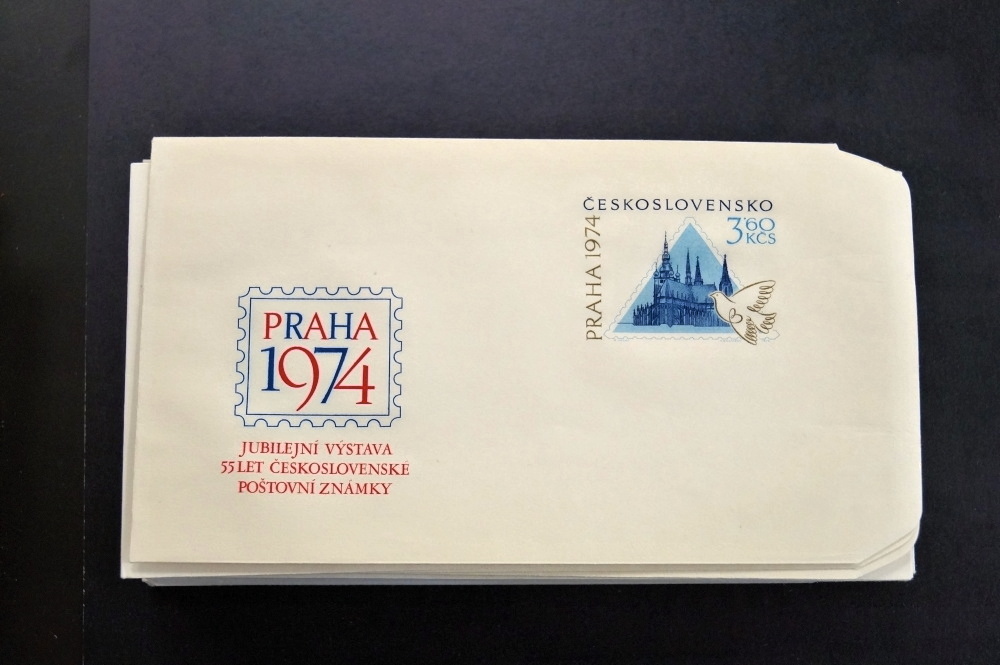 ČESKOSLOVENSKO
3·60
KČS
PRAHA 1974
PRAHA
1974
JUBILEJNÍ VÝSTAVA
55 LET ČESKOSLOVENSKÉ
POŠTOVNÍ ZNÁMKY